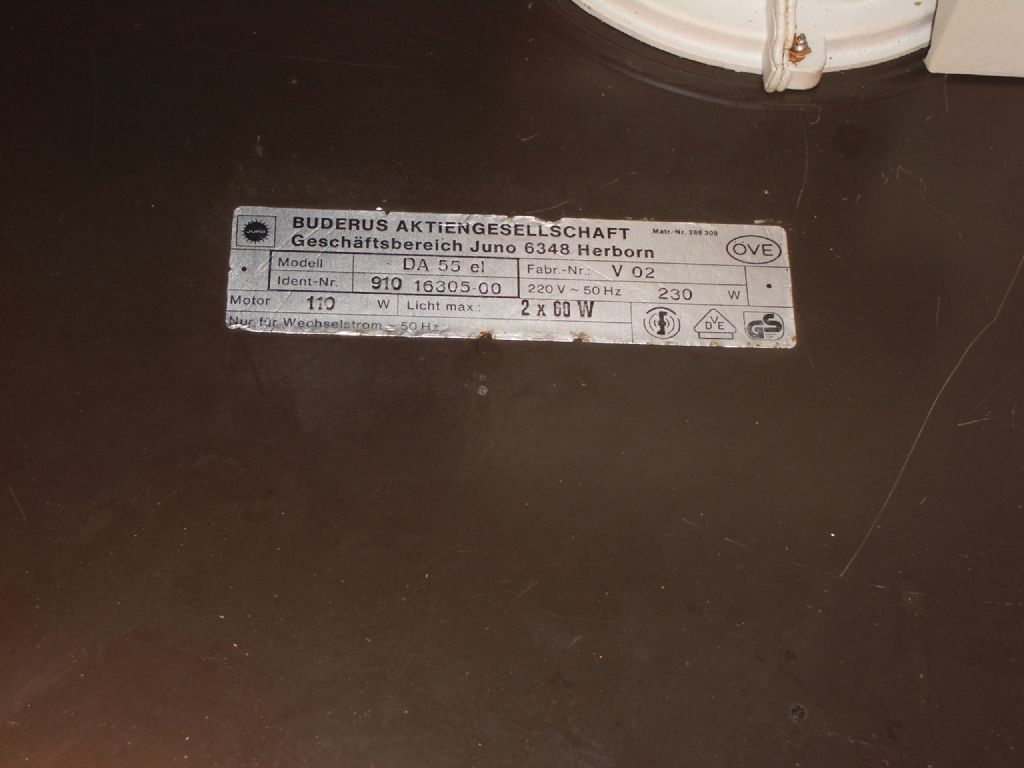 JUNO
BUDERUS AKTIENGESELLSCHAFT Matr.-Nr. 288 308
Geschäftsbereich Juno 6348 Herborn
ÖVE
Modell DA 55 el Fabr.-Nr.: V 02
Ident-Nr. 910 16305-00 220 V ~ 50 Hz 230 W
Motor 110 W Licht max.: 2 x 60 W
Nur für Wechselstrom ~ 50 Hz
VDE
GS